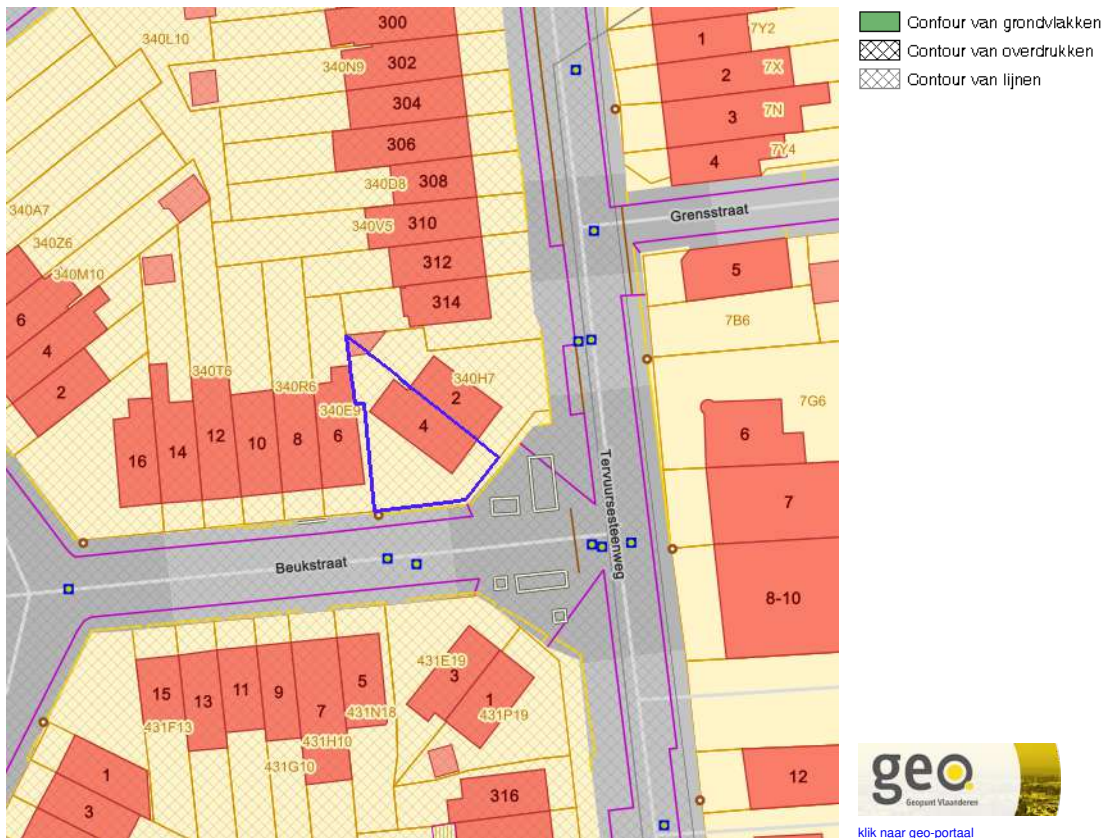 Contour van grondvlakken
Contour van overdrukken
Contour van lijnen
340L10
300
340N9
302
304
306
308
340D8
310
340V5
312
314
1
7Y2
2
7X
3
7N
4
7Y4
Grensstraat
340A7
340Z6
340M10
6
4
2
5
7B6
340T6
340R6
340E9
340H7
2
4
16
14
12
10
8
6
7G6
6
7
8-10
Tervuursesteenweg
Beukstraat
15
13
11
9
7
5
431E19
3
1
431P19
431F13
431N18
431H10
431G10
1
3
316
12
geo
Geopunt Vlaanderen
klik naar geo-portaal